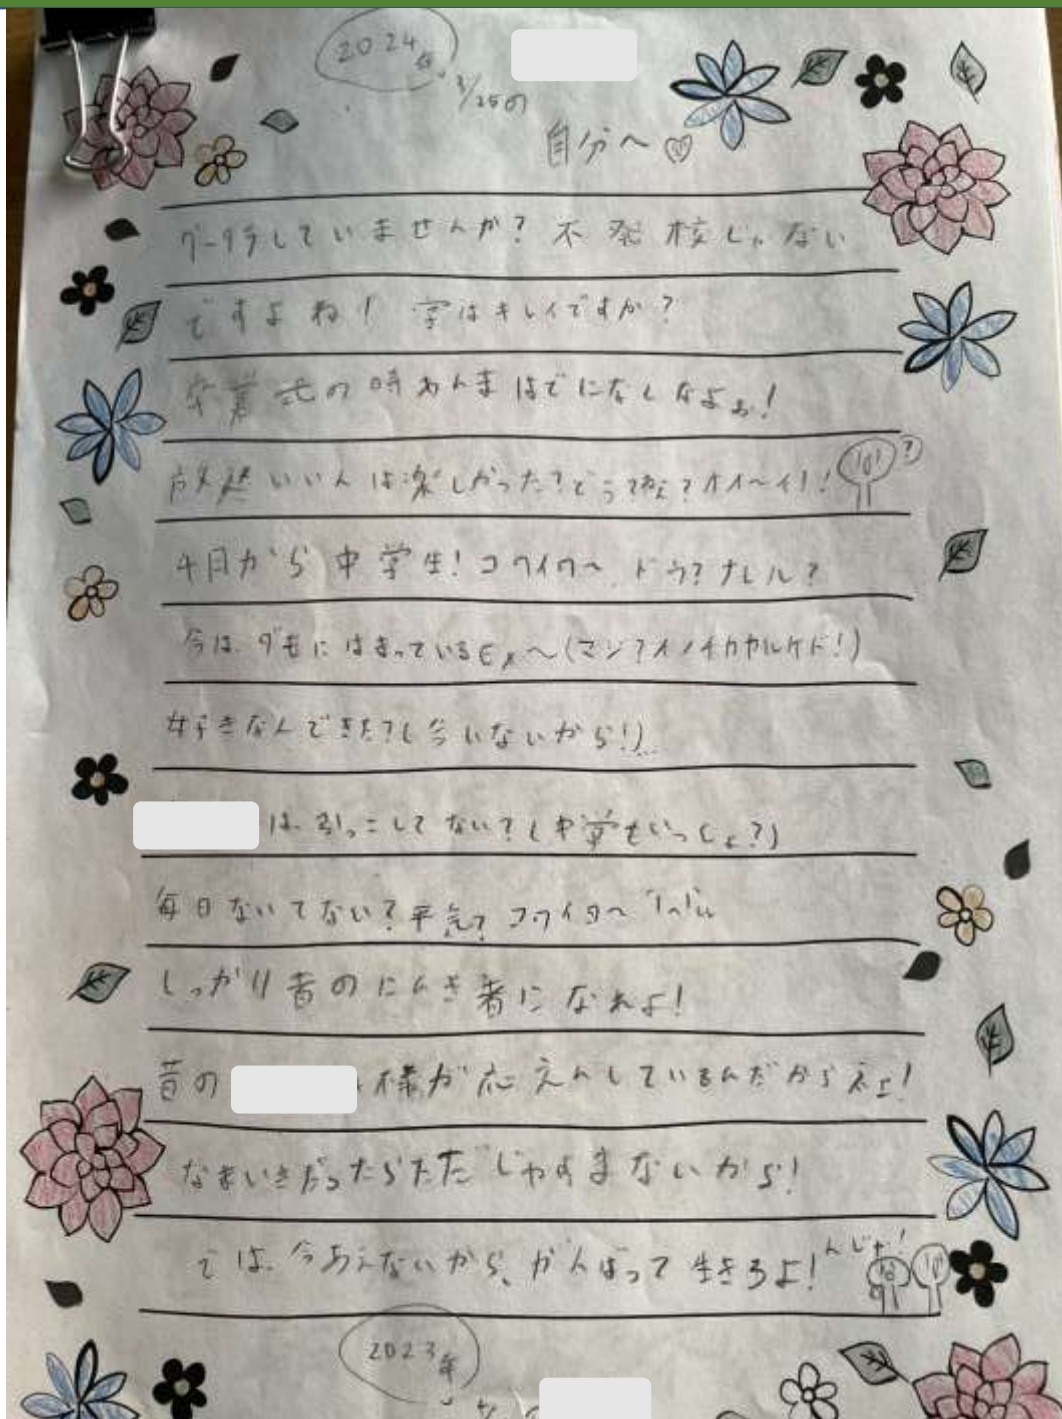 2024年
3/25の
自分へ♡
グータラしていませんか?不発校じゃない
ですよね!字はキレイですか?
卒業式の時あんまはでになしなよぉ!
放送いいんは楽しかった?どうてねぇ?オイ〜イ!!
4月から中学生!コワイワ〜ドウ?ナレル?
今は、ダモにはまっているEx〜(マジ?イノチカカルケド!)
好きなんできた?(今いないから!)
は、引っこしてない?(中学もいっしょ?)
毎日ないてない?平気?コワイヨ〜
しっかり昔のにんき者になれよ!
昔の
様が応えんしているんだからネェ!
なまいきだったらただじゃすまないから!
では、今あえないから、がんばって生きろよ!
んじゃ!
2023年